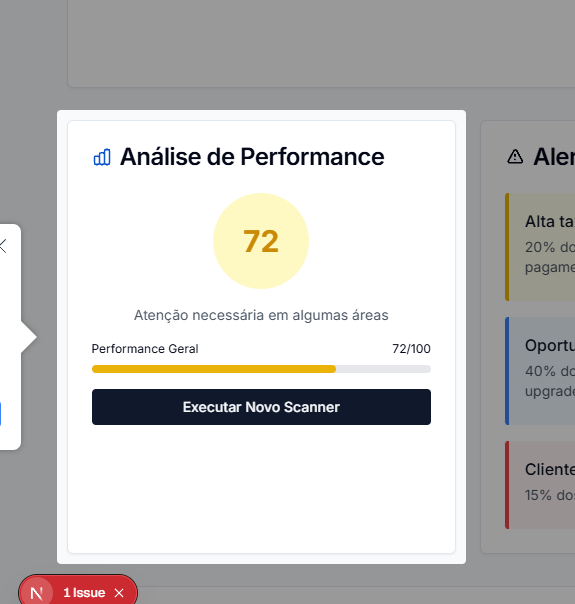 Análise de Performance
72
Atenção necessária em algumas áreas
Performance Geral
72/100
Executar Novo Scanner
Aler
Alta ta
20% do
pagame
Oportu
40% do
upgrade
Cliente
15% dos
N
1 Issue